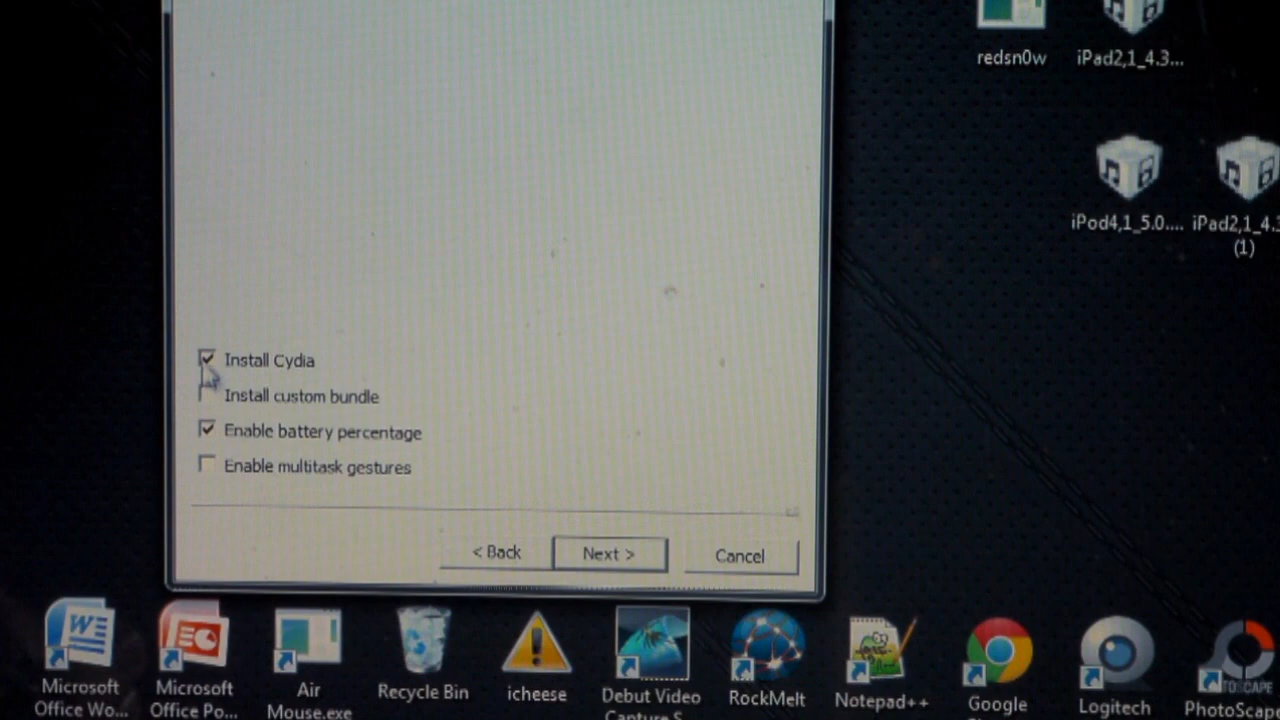 redsn0w
iPad2,1_4.3...
iPod4,1_5.0....
iPad2,1_4.3
(1)
Install Cydia
Install custom bundle
Enable battery percentage
Enable multitask gestures
< Back
Next >
Cancel
Microsoft
Office Wo...
Microsoft
Office Po...
Air
Mouse.exe
Recycle Bin
icheese
Debut Video
Capture S
RockMelt
Notepad++
Google
Logitech
TOSCAPE
PhotoScape